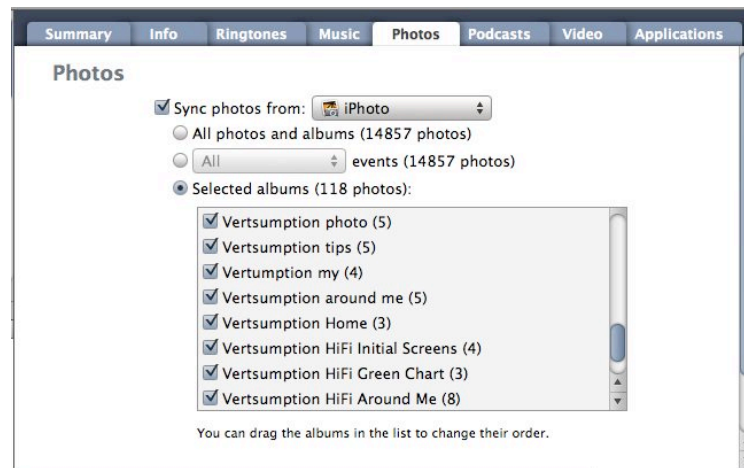 Summary Info Ringtones Music Photos Podcasts Video Applications
Photos
Sync photos from: iPhoto
All photos and albums (14857 photos)
All events (14857 photos)
Selected albums (118 photos):
Vertsumption photo (5)
Vertsumption tips (5)
Vertumption my (4)
Vertsumption around me (5)
Vertsumption Home (3)
Vertsumption HiFi Initial Screens (4)
Vertsumption HiFi Green Chart (3)
Vertsumption HiFi Around Me (8)
You can drag the albums in the list to change their order.